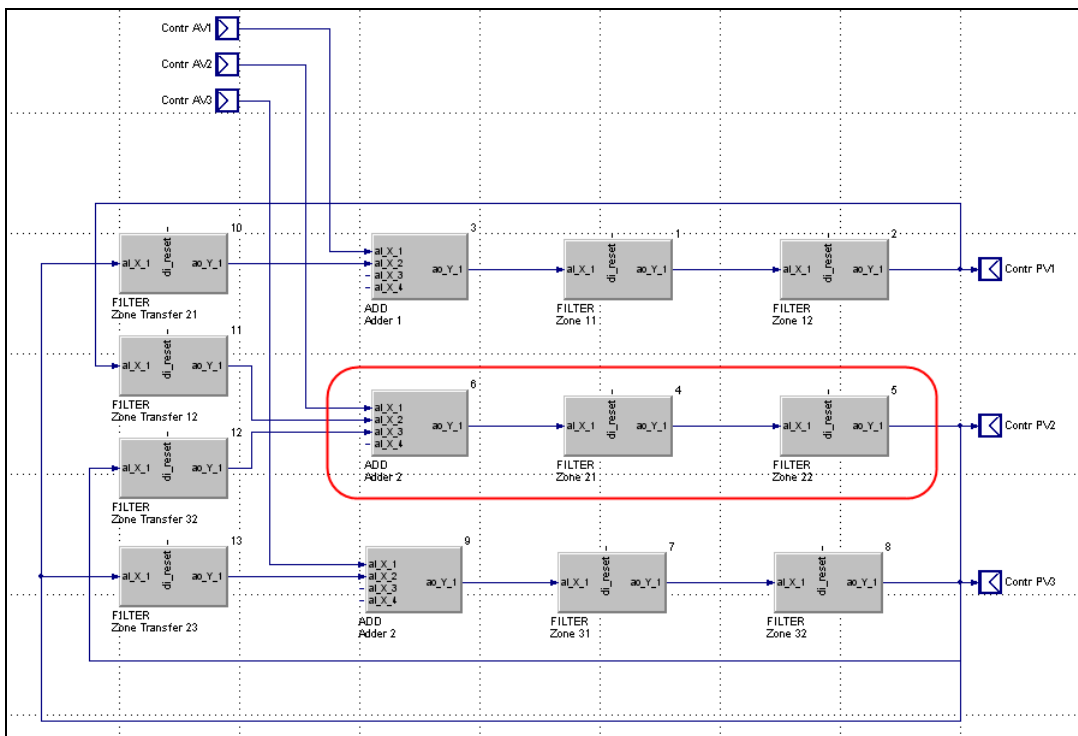 Contr AV1
Contr AV2
Contr AV3
10
di_reset
aI_X_1
ao_Y_1
FILTER
Zone Transfer 21
3
aI_X_1
aI_X_2
aI_X_3
aI_X_4
ao_Y_1
ADD
Adder 1
1
di_reset
aI_X_1
ao_Y_1
FILTER
Zone 11
2
di_reset
aI_X_1
ao_Y_1
FILTER
Zone 12
Contr PV1
11
di_reset
aI_X_1
ao_Y_1
FILTER
Zone Transfer 12
6
aI_X_1
aI_X_2
aI_X_3
aI_X_4
ao_Y_1
ADD
Adder 2
4
di_reset
aI_X_1
ao_Y_1
FILTER
Zone 21
5
di_reset
aI_X_1
ao_Y_1
FILTER
Zone 22
Contr PV2
12
di_reset
aI_X_1
ao_Y_1
FILTER
Zone Transfer 32
13
di_reset
aI_X_1
ao_Y_1
FILTER
Zone Transfer 23
9
aI_X_1
aI_X_2
aI_X_3
aI_X_4
ao_Y_1
ADD
Adder 2
7
di_reset
aI_X_1
ao_Y_1
FILTER
Zone 31
8
di_reset
aI_X_1
ao_Y_1
FILTER
Zone 32
Contr PV3